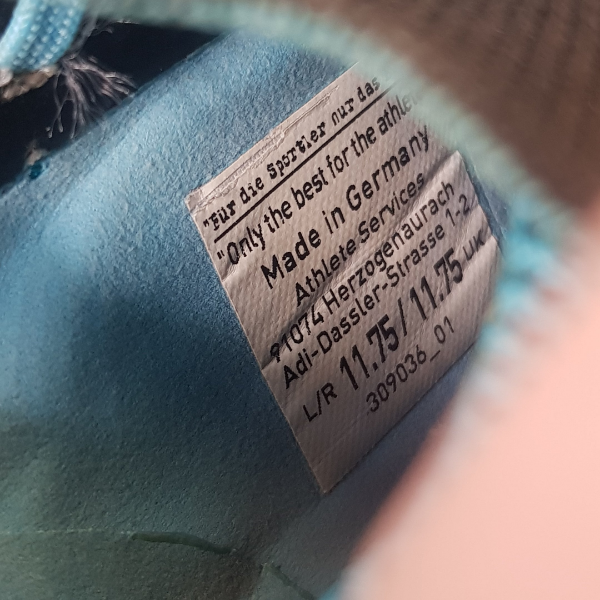 "Für die Sportler nur das
"Only the best for the athle
Made in Germany
Athlete Services
91074 Herzogenaurach
Adi-Dassler-Strasse 1-2
L/R 11.75 / 11.75 UK
309036_01